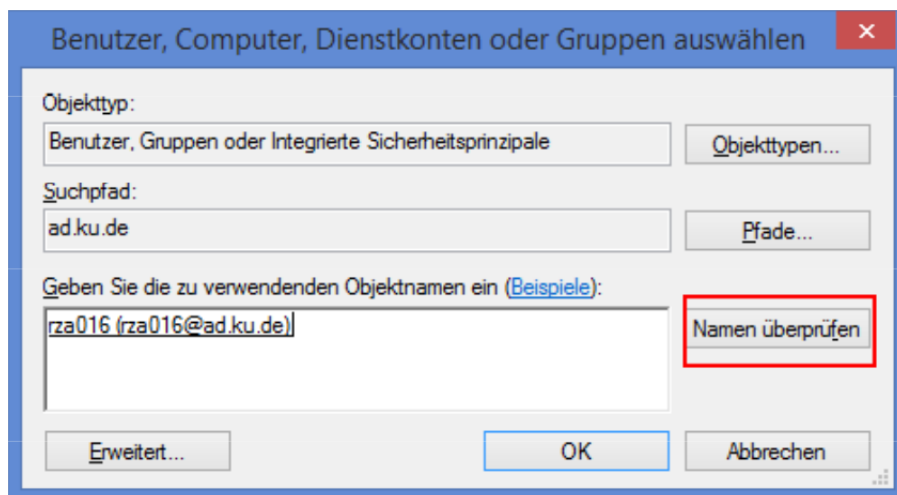 Benutzer, Computer, Dienstkonten oder Gruppen auswählen
Objekttyp:
Benutzer, Gruppen oder Integrierte Sicherheitsprinzipale
Objekttypen...
Suchpfad:
ad.ku.de
Pfade...
Geben Sie die zu verwendenden Objektnamen ein (Beispiele):
rza016 (rza016@ad.ku.de)
Namen überprüfen
Erweitert...
OK
Abbrechen